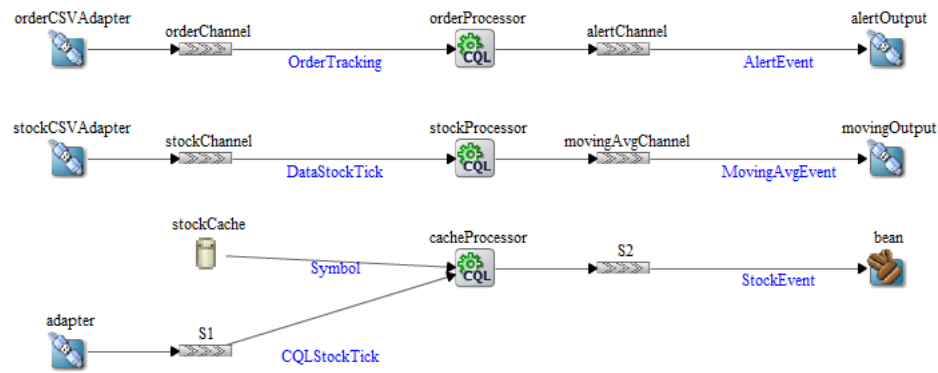 orderCSVAdapter
orderChannel
OrderTracking
orderProcessor
CQL
alertChannel
AlertEvent
alertOutput
stockCSVAdapter
stockChannel
DataStockTick
stockProcessor
CQL
movingAvgChannel
MovingAvgEvent
movingOutput
stockCache
Symbol
cacheProcessor
CQL
S2
StockEvent
bean
adapter
S1
CQLStockTick